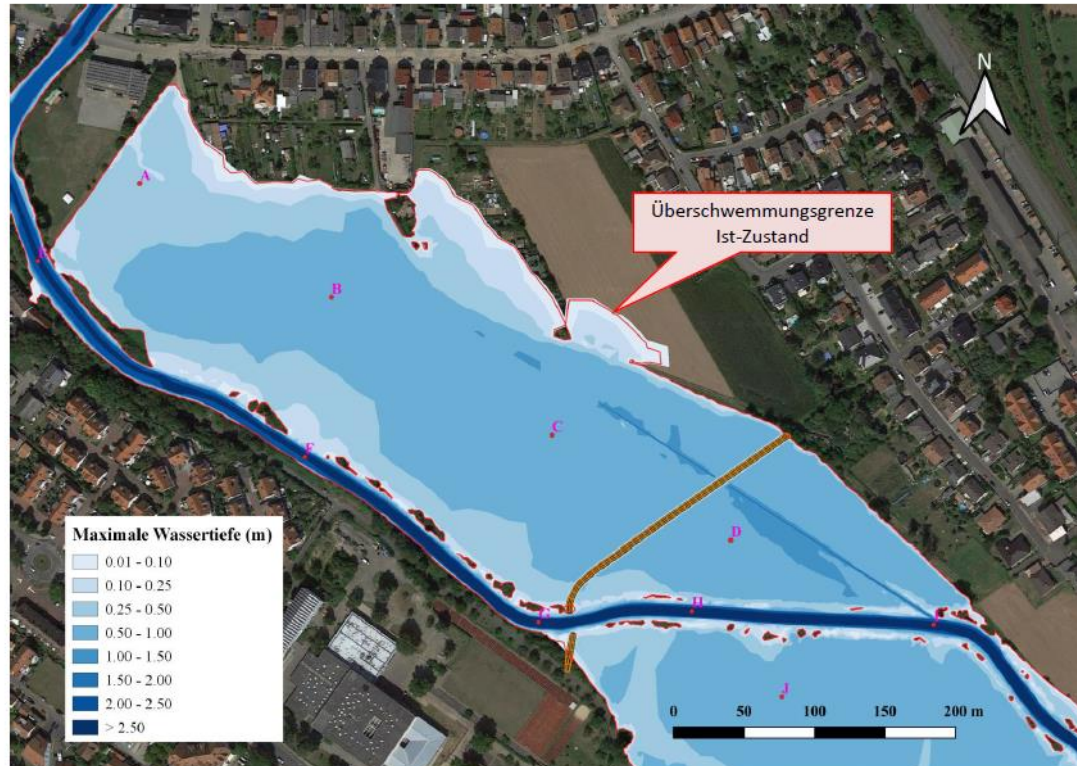 N
Überschwemmungsgrenze
Ist-Zustand
A
B
C
F
D
G
H
J
Maximale Wassertiefe (m)
0.01 - 0.10
0.10 - 0.25
0.25 - 0.50
0.50 - 1.00
1.00 - 1.50
1.50 - 2.00
2.00 - 2.50
> 2.50
0 50 100 150 200 m